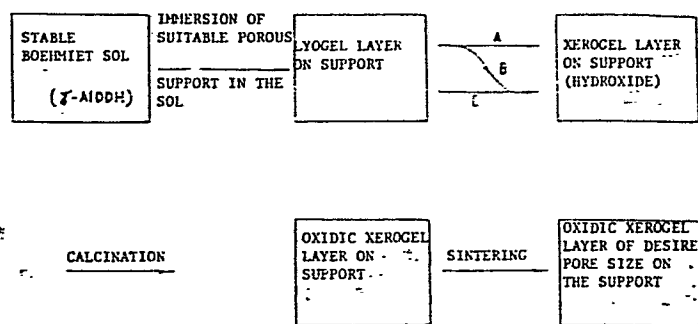 STABLE
BOEHMIET SOL
(γ-AlOOH)
IMMERSION OF
SUITABLE POROUS
SUPPORT IN THE
SOL
LYOGEL LAYER
ON SUPPORT
A
B
C
XEROGEL LAYER
ON SUPPORT
(HYDROXIDE)
CALCINATION
OXIDIC XEROGEL
LAYER ON
SUPPORT
SINTERING
OXIDIC XEROGEL
LAYER OF DESIRE
PORE SIZE ON
THE SUPPORT